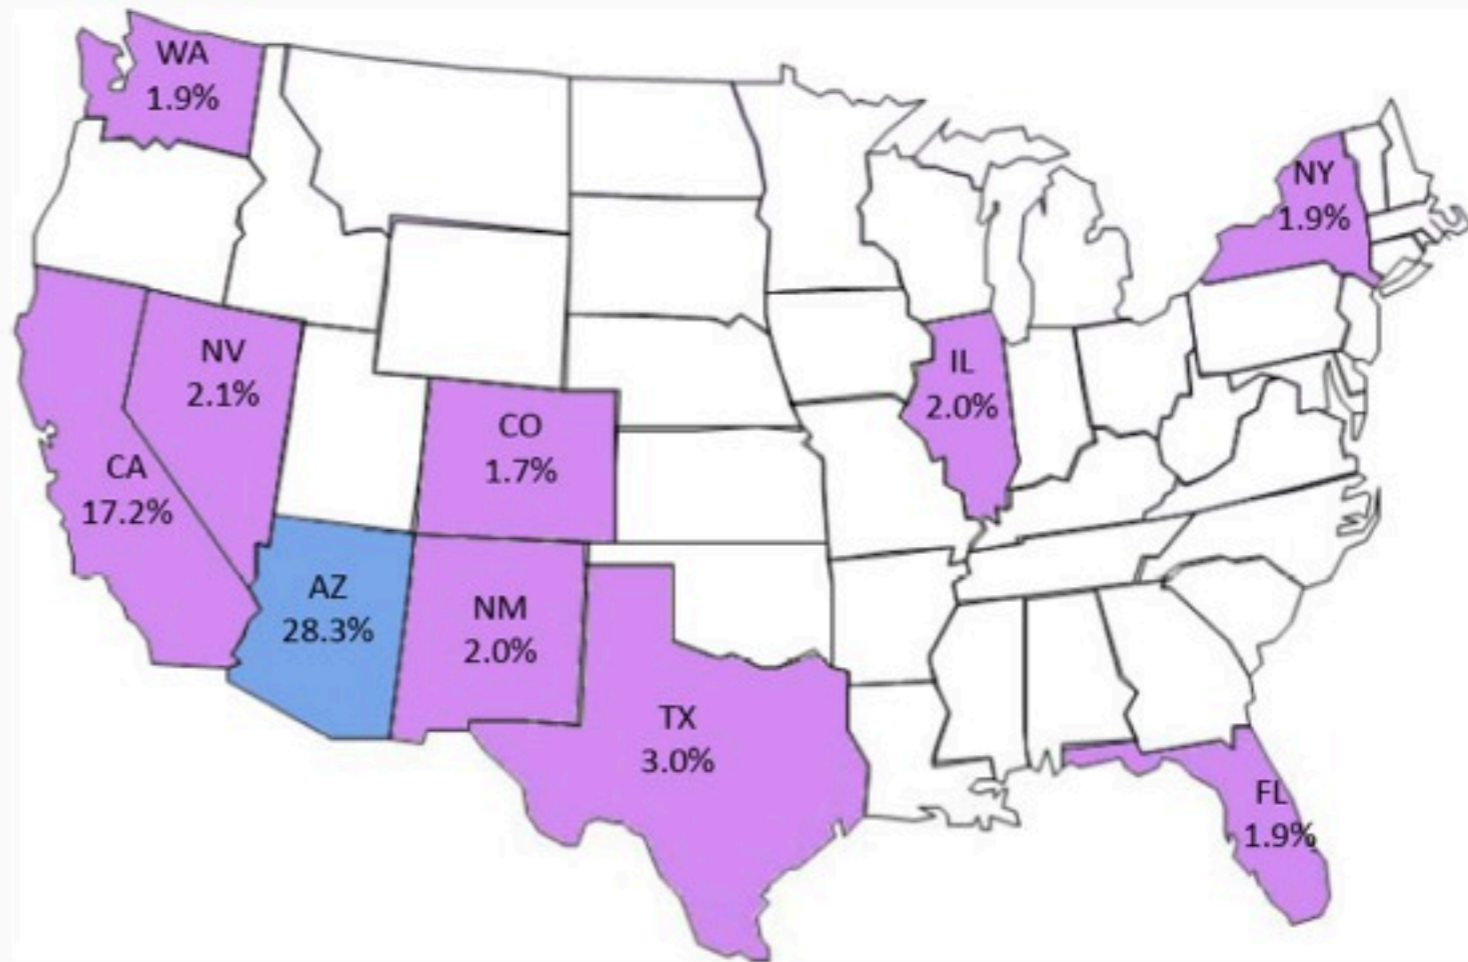 WA
1.9%
NY
1.9%
NV
2.1%
IL
2.0%
CO
1.7%
CA
17.2%
AZ
28.3%
NM
2.0%
TX
3.0%
FL
1.9%